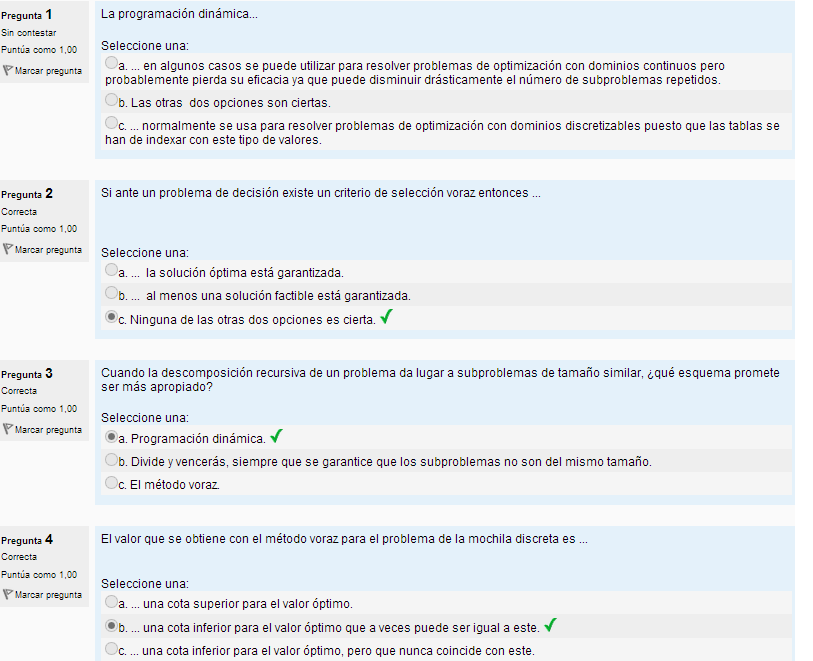 Pregunta 1
Sin contestar
Puntúa como 1,00
Marcar pregunta
La programación dinámica...
Seleccione una:
a. ... en algunos casos se puede utilizar para resolver problemas de optimización con dominios continuos pero
probablemente pierda su eficacia ya que puede disminuir drásticamente el número de subproblemas repetidos.
b. Las otras dos opciones son ciertas.
c. ... normalmente se usa para resolver problemas de optimización con dominios discretizables puesto que las tablas se
han de indexar con este tipo de valores.
Pregunta 2
Correcta
Puntúa como 1,00
Marcar pregunta
Si ante un problema de decisión existe un criterio de selección voraz entonces ...
Seleccione una:
a. ... la solución óptima está garantizada.
b. ... al menos una solución factible está garantizada.
c. Ninguna de las otras dos opciones es cierta.
Pregunta 3
Correcta
Puntúa como 1,00
Marcar pregunta
Cuando la descomposición recursiva de un problema da lugar a subproblemas de tamaño similar, ¿qué esquema promete
ser más apropiado?
Seleccione una:
a. Programación dinámica.
b. Divide y vencerás, siempre que se garantice que los subproblemas no son del mismo tamaño.
c. El método voraz.
Pregunta 4
Correcta
Puntúa como 1,00
Marcar pregunta
El valor que se obtiene con el método voraz para el problema de la mochila discreta es ...
Seleccione una:
a. ... una cota superior para el valor óptimo.
b. ... una cota inferior para el valor óptimo que a veces puede ser igual a este.
c. ... una cota inferior para el valor óptimo, pero que nunca coincide con este.